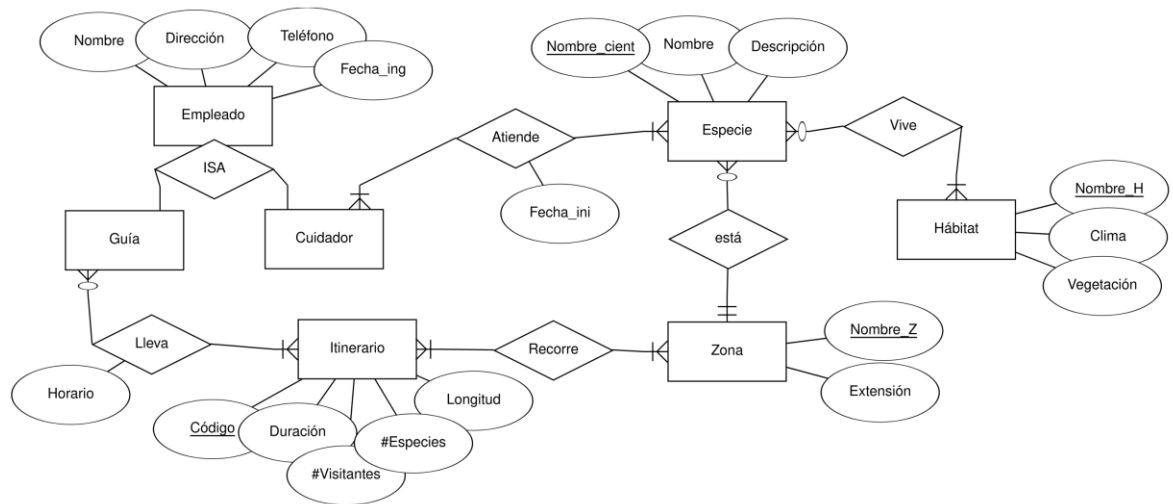 Nombre
Dirección
Teléfono
Fecha_ing
Empleado
ISA
Guía
Cuidador
Atiende
Fecha_ini
Nombre_cient
Nombre
Descripción
Especie
Vive
Hábitat
Nombre_H
Clima
Vegetación
está
Lleva
Horario
Itinerario
Código
Duración
#Visitantes
#Especies
Longitud
Recorre
Zona
Nombre_Z
Extensión